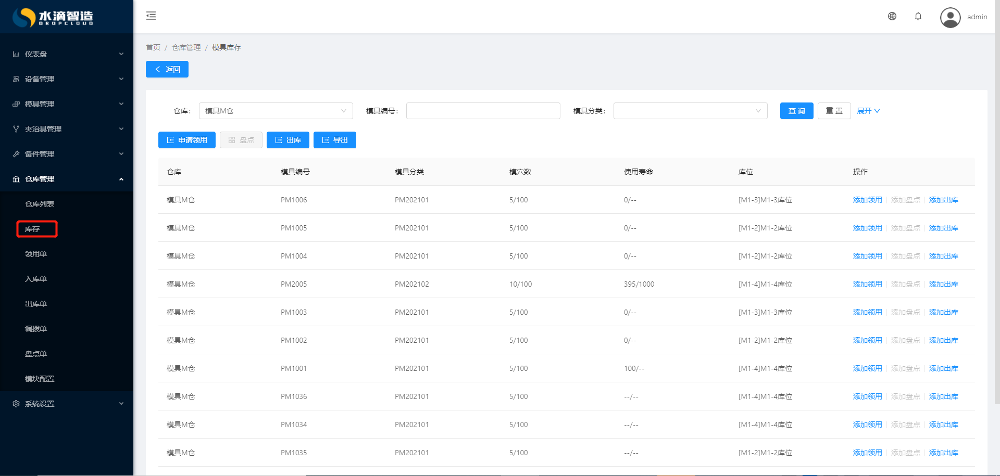 水滴智造
DROPCLOUD
仪表盘
设备管理
模具管理
夹治具管理
备件管理
仓库管理
仓库列表
库存
领用单
入库单
出库单
调拨单
盘点单
模块配置
系统设置
admin
首页 / 仓库管理 / 模具库存
返回
仓库: 模具M仓 模具编号: 模具分类: 查 询 重 置 展开
申请领用 盘点 出库 导出
仓库 模具编号 模具分类 模穴数 使用寿命 库位 操作
模具M仓 PM1006 PM202101 5/100 0/-- [M1-3]M1-3库位 添加领用 添加盘点 添加出库
模具M仓 PM1005 PM202101 5/100 0/-- [M1-2]M1-2库位 添加领用 添加盘点 添加出库
模具M仓 PM1004 PM202101 5/100 0/-- [M1-2]M1-2库位 添加领用 添加盘点 添加出库
模具M仓 PM2005 PM202102 10/100 395/1000 [M1-4]M1-4库位 添加领用 添加盘点 添加出库
模具M仓 PM1003 PM202101 5/100 0/-- [M1-3]M1-3库位 添加领用 添加盘点 添加出库
模具M仓 PM1002 PM202101 5/100 0/-- [M1-2]M1-2库位 添加领用 添加盘点 添加出库
模具M仓 PM1001 PM202101 5/100 100/-- [M1-4]M1-4库位 添加领用 添加盘点 添加出库
模具M仓 PM1036 PM202101 5/100 --/-- [M1-4]M1-4库位 添加领用 添加盘点 添加出库
模具M仓 PM1034 PM202101 5/100 --/-- [M1-4]M1-4库位 添加领用 添加盘点 添加出库
模具M仓 PM1035 PM202101 5/100 --/-- [M1-2]M1-2库位 添加领用 添加盘点 添加出库